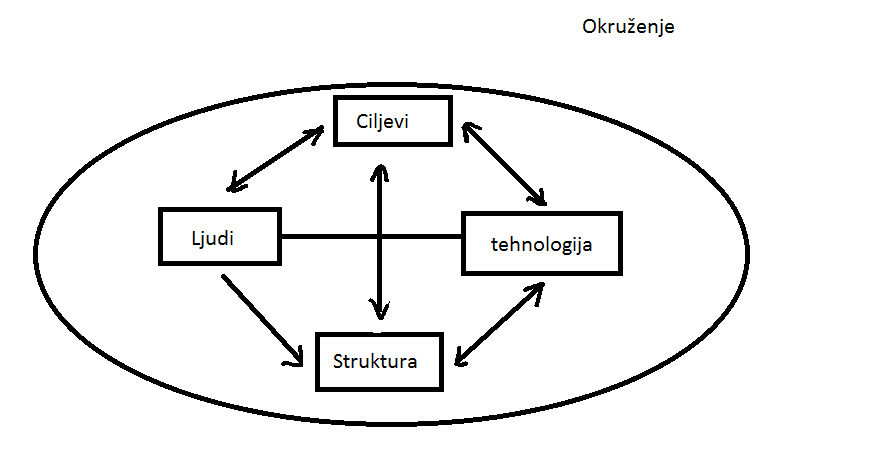 Okruženje
Ciljevi
Ljudi
tehnologija
Struktura